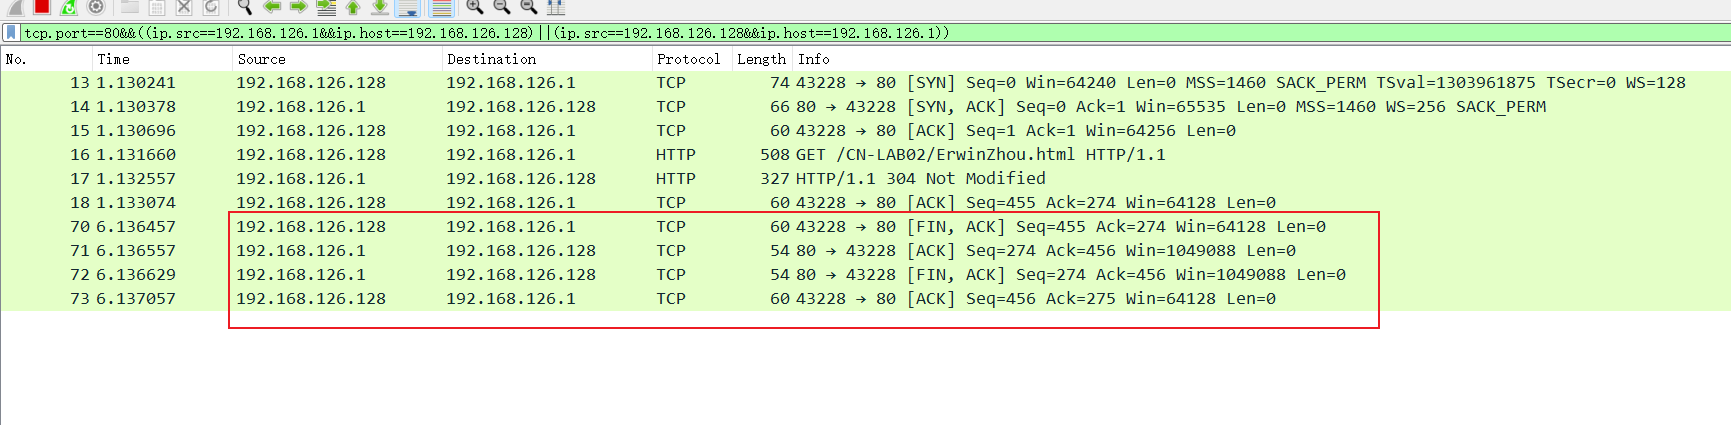 tcp.port==80&&((ip.src==192.168.126.1&&ip.host==192.168.126.128)||(ip.src==192.168.126.128&&ip.host==192.168.126.1))
No. Time Source Destination Protocol Length Info
13 1.130241 192.168.126.128 192.168.126.1 TCP 74 43228 → 80 [SYN] Seq=0 Win=64240 Len=0 MSS=1460 SACK_PERM TSval=1303961875 TSecr=0 WS=128
14 1.130378 192.168.126.1 192.168.126.128 TCP 66 80 → 43228 [SYN, ACK] Seq=0 Ack=1 Win=65535 Len=0 MSS=1460 WS=256 SACK_PERM
15 1.130696 192.168.126.128 192.168.126.1 TCP 60 43228 → 80 [ACK] Seq=1 Ack=1 Win=64256 Len=0
16 1.131660 192.168.126.128 192.168.126.1 HTTP 508 GET /CN-LAB02/ErwinZhou.html HTTP/1.1
17 1.132557 192.168.126.1 192.168.126.128 HTTP 327 HTTP/1.1 304 Not Modified
18 1.133074 192.168.126.128 192.168.126.1 TCP 60 43228 → 80 [ACK] Seq=455 Ack=274 Win=64128 Len=0
70 6.136457 192.168.126.128 192.168.126.1 TCP 60 43228 → 80 [FIN, ACK] Seq=455 Ack=274 Win=64128 Len=0
71 6.136557 192.168.126.1 192.168.126.128 TCP 54 80 → 43228 [ACK] Seq=274 Ack=456 Win=1049088 Len=0
72 6.136629 192.168.126.1 192.168.126.128 TCP 54 80 → 43228 [FIN, ACK] Seq=274 Ack=456 Win=1049088 Len=0
73 6.137057 192.168.126.128 192.168.126.1 TCP 60 43228 → 80 [ACK] Seq=456 Ack=275 Win=64128 Len=0